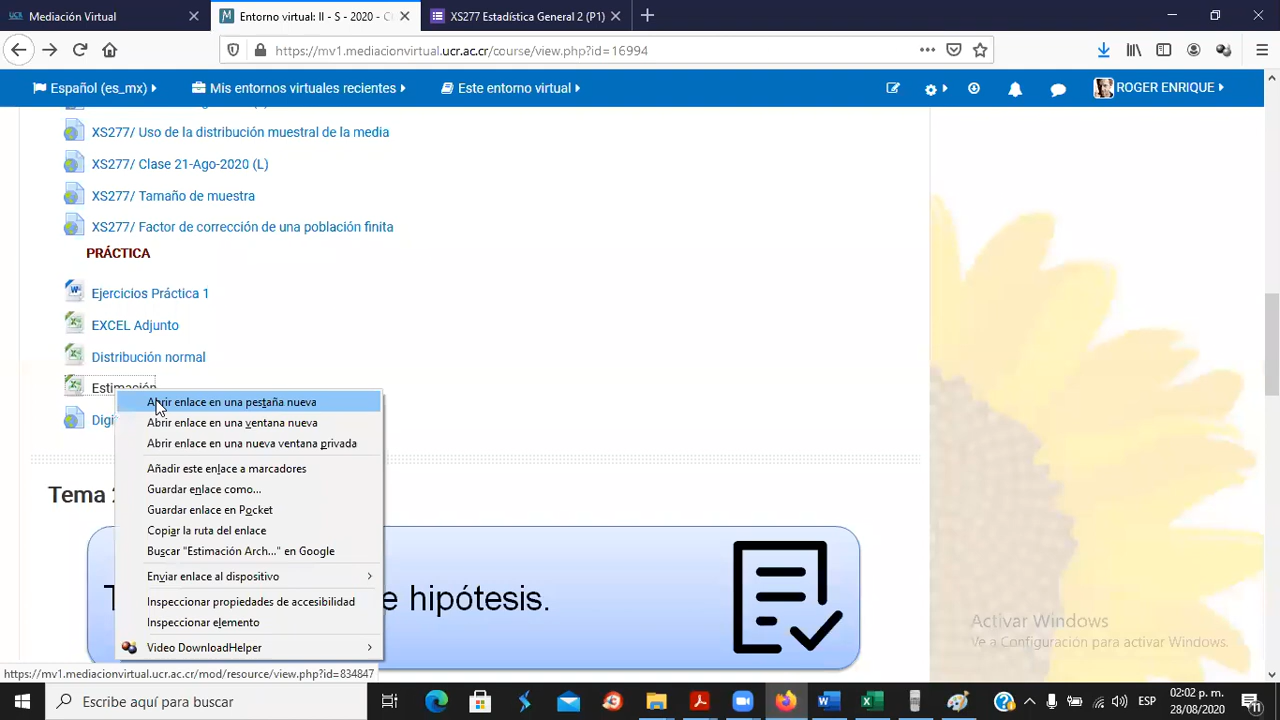 UCR Mediación Virtual
Entorno virtual: II - S - 2020 - C
XS277 Estadística General 2 (P1)
https://mv1.mediacionvirtual.ucr.ac.cr/course/view.php?id=16994
Español (es_mx)
Mis entornos virtuales recientes
Este entorno virtual
ROGER ENRIQUE
XS277/ Uso de la distribución muestral de la media
XS277/ Clase 21-Ago-2020 (L)
XS277/ Tamaño de muestra
XS277/ Factor de corrección de una población finita
PRÁCTICA
Ejercicios Práctica 1
EXCEL Adjunto
Distribución normal
Estimación
Digi
Abrir enlace en una pestaña nueva
Abrir enlace en una ventana nueva
Abrir enlace en una nueva ventana privada
Añadir este enlace a marcadores
Guardar enlace como...
Guardar enlace en Pocket
Copiar la ruta del enlace
Buscar "Estimación Arch..." en Google
Enviar enlace al dispositivo
Inspeccionar propiedades de accesibilidad
Inspeccionar elemento
Video DownloadHelper
Tema 2
T e hipótesis.
Activar Windows
Ve a Configuración para activar Windows.
https://mv1.mediacionvirtual.ucr.ac.cr/mod/resource/view.php?id=834847
Escribe aquí para buscar
ESP
02:02 p. m.
28/08/2020
11